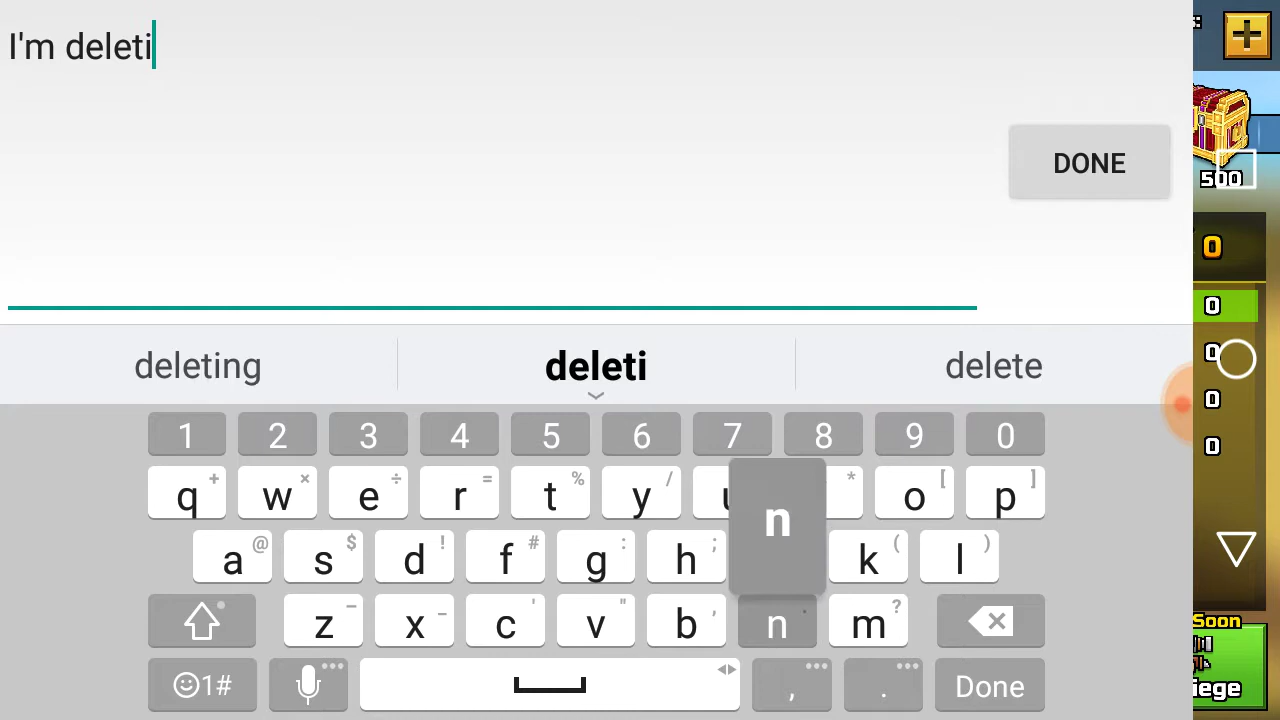 I'm deleti
DONE
500
0
0
0
0
0
deleting deleti delete
1 2 3 4 5 6 7 8 9 0
q + w × e ÷ r = t % y / u * o [ p ]
n
a @ s $ d ! f # g : h ; k ( l )
z – x _ c ' v " b , n . m ?
1# , . Done
Soon
iege